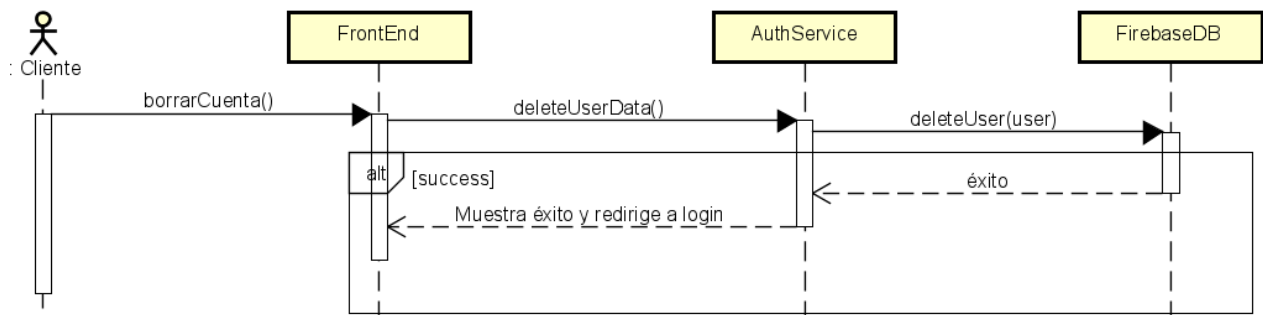 FrontEnd
AuthService
FirebaseDB
: Cliente
borrarCuenta()
deleteUserData()
deleteUser(user)
alt
[success]
éxito
Muestra éxito y redirige a login